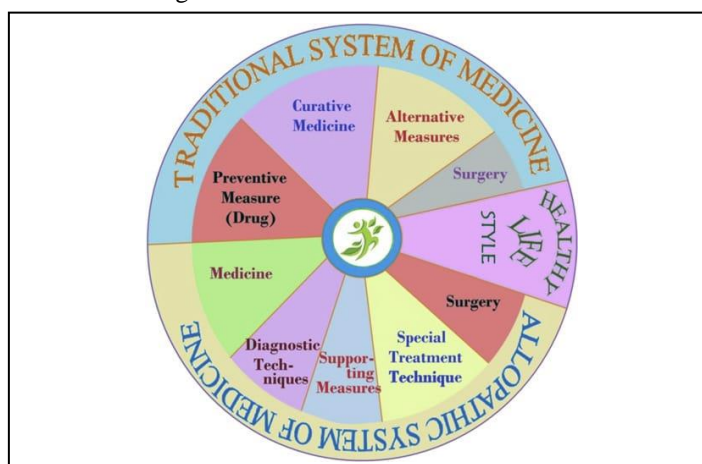 TRADITIONAL SYSTEM OF MEDICINE
Curative
Medicine
Alternative
Measures
Surgery
Preventive
Measure
(Drug)
HEALTHY
LIFE
STYLE
Medicine
Surgery
Diagnostic
Tech-
niques
Suppor-
ting
Measures
Special
Treatment
Technique
ALLOPATHIC SYSTEM OF MEDICINE